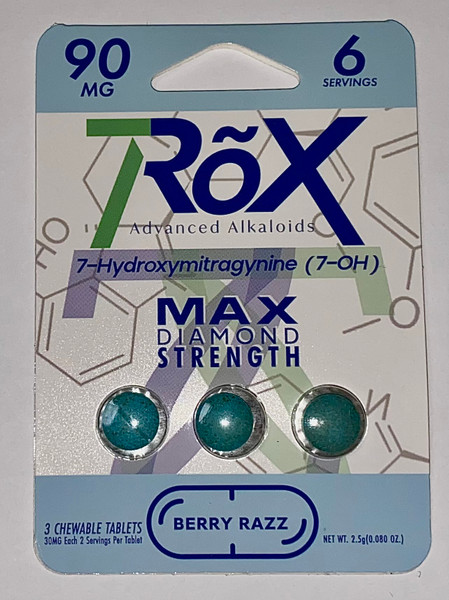 90
MG
6
SERVINGS
7RõX
Advanced Alkaloids
7-Hydroxymitragynine (7-OH)
MAX
DIAMOND
STRENGTH
HO
O
O
N
3 CHEWABLE TABLETS
30MG Each 2 Servings Per Tablet
BERRY RAZZ
NET WT. 2.5g(0.080 OZ.)